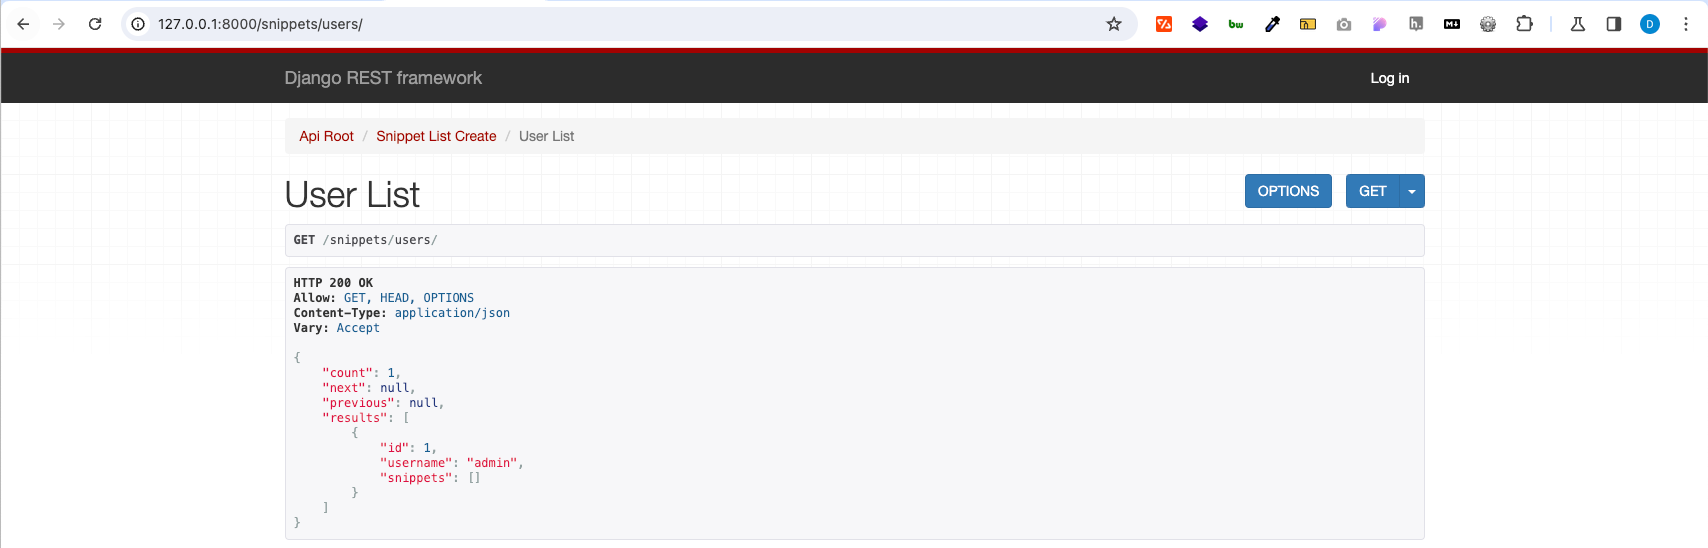 127.0.0.1:8000/snippets/users/
bw
h.
M
D
Django REST framework
Log in
Api Root / Snippet List Create / User List
User List
OPTIONS
GET
GET /snippets/users/
HTTP 200 OK
Allow: GET, HEAD, OPTIONS
Content-Type: application/json
Vary: Accept
{
    "count": 1,
    "next": null,
    "previous": null,
    "results": [
        {
            "id": 1,
            "username": "admin",
            "snippets": []
        }
    ]
}